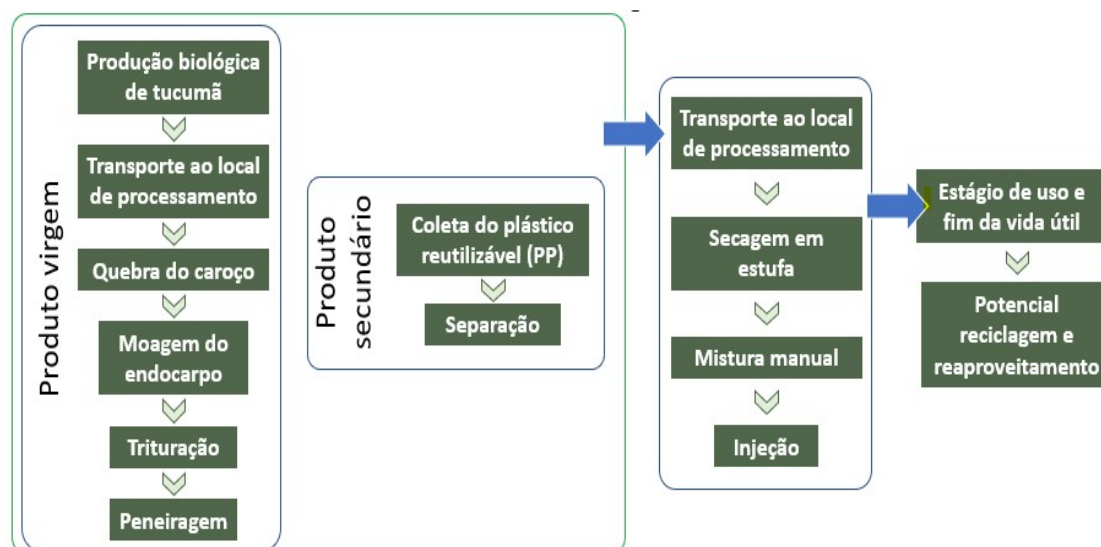 Produto virgem
Produção biológica
de tucumã
Transporte ao local
de processamento
Quebra do caroço
Moagem do
endocarpo
Trituração
Peneiragem
Produto
secundário
Coleta do plástico
reutilizável (PP)
Separação
Transporte ao local
de processamento
Secagem em
estufa
Mistura manual
Injeção
Estágio de uso e
fim da vida útil
Potencial
reciclagem e
reaproveitamento